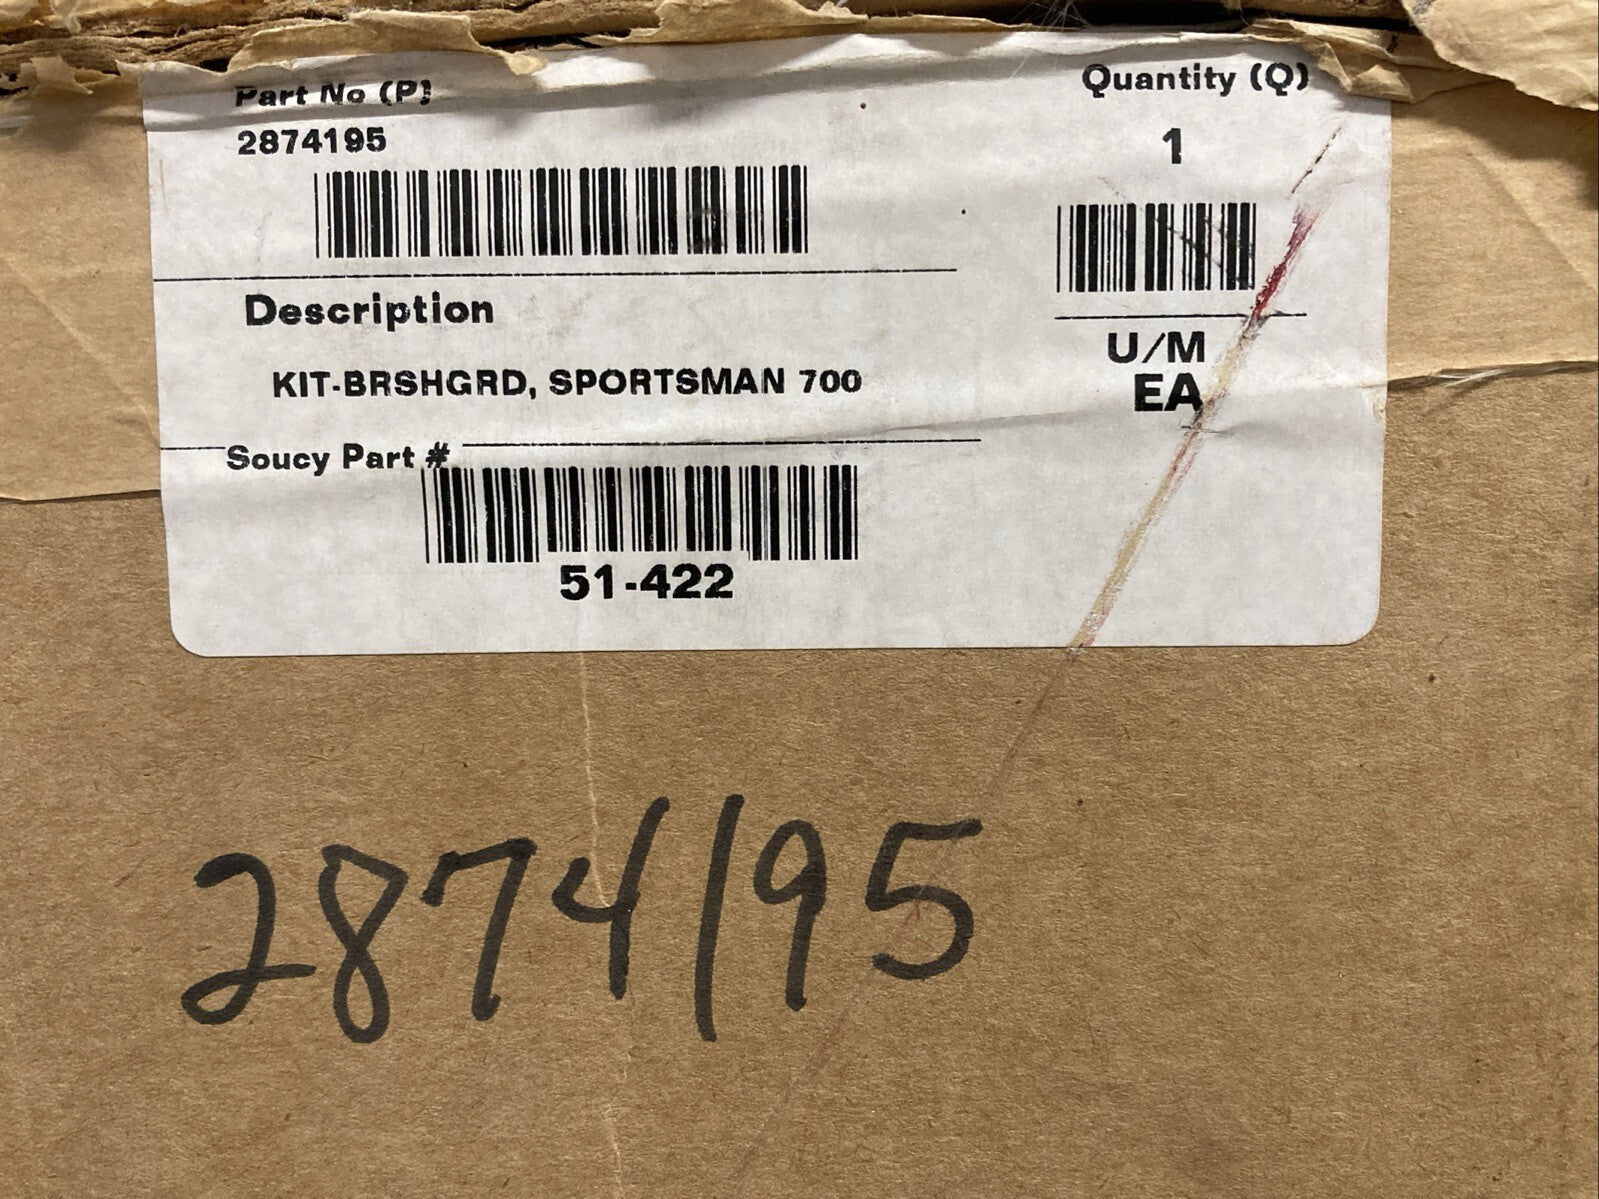 Part No (P)
2874195
Quantity (Q)
1
Description
KIT-BRSHGRD, SPORTSMAN 700
U/M
EA
Soucy Part #
51-422
2874195